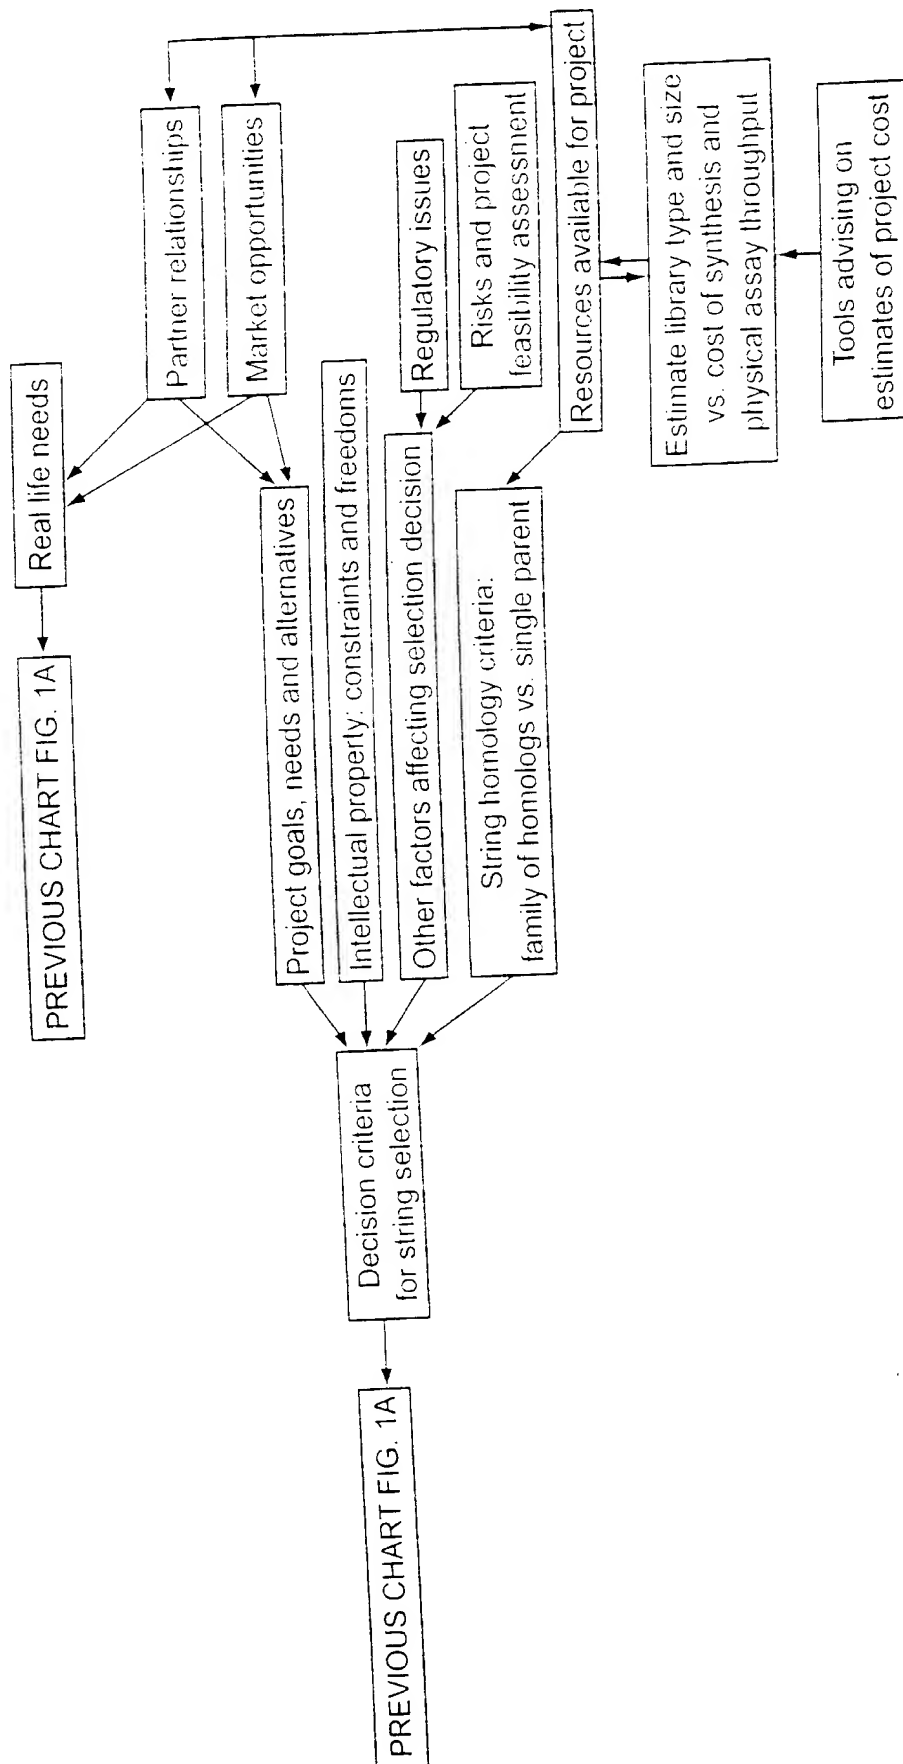 PREVIOUS CHART FIG. 1A
Real life needs
Partner relationships
Market opportunities
PREVIOUS CHART FIG. 1A
Decision criteria
for string selection
Project goals, needs and alternatives
Intellectual property: constraints and freedoms
Other factors affecting selection decision
Regulatory issues
Risks and project
feasibility assessment
String homology criteria:
family of homologs vs. single parent
Resources available for project
Estimate library type and size
vs. cost of synthesis and
physical assay throughput
Tools advising on
estimates of project cost